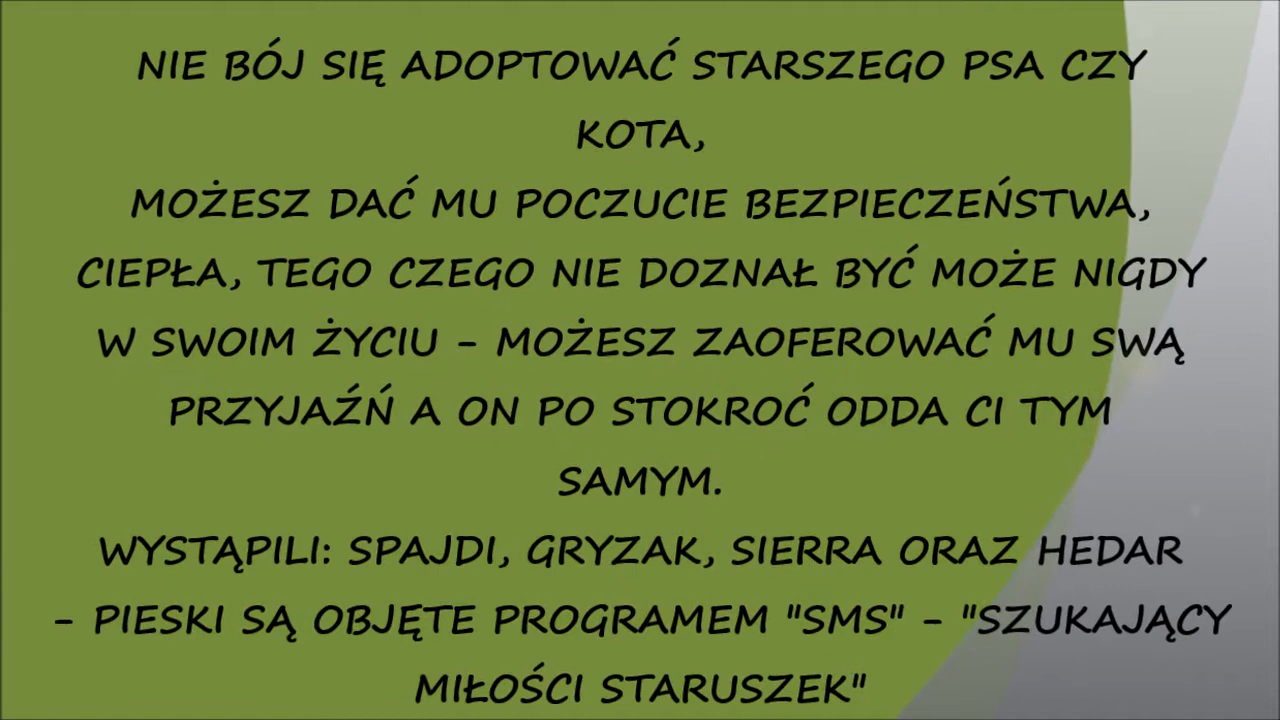 NIE BÓJ SIĘ ADOPTOWAĆ STARSZEGO PSA CZY
KOTA,
MOŻESZ DAĆ MU POCZUCIE BEZPIECZEŃSTWA,
CIEPŁA, TEGO CZEGO NIE DOZNAŁ BYĆ MOŻE NIGDY
W SWOIM ŻYCIU - MOŻESZ ZAOFEROWAĆ MU SWĄ
PRZYJAŹŃ A ON PO STOKROĆ ODDA CI TYM
SAMYM.
WYSTĄPILI: SPAJDI, GRYZAK, SIERRA ORAZ HEDAR
- PIESKI SĄ OBJĘTE PROGRAMEM "SMS" - "SZUKAJĄCY
MIŁOŚCI STARUSZEK"